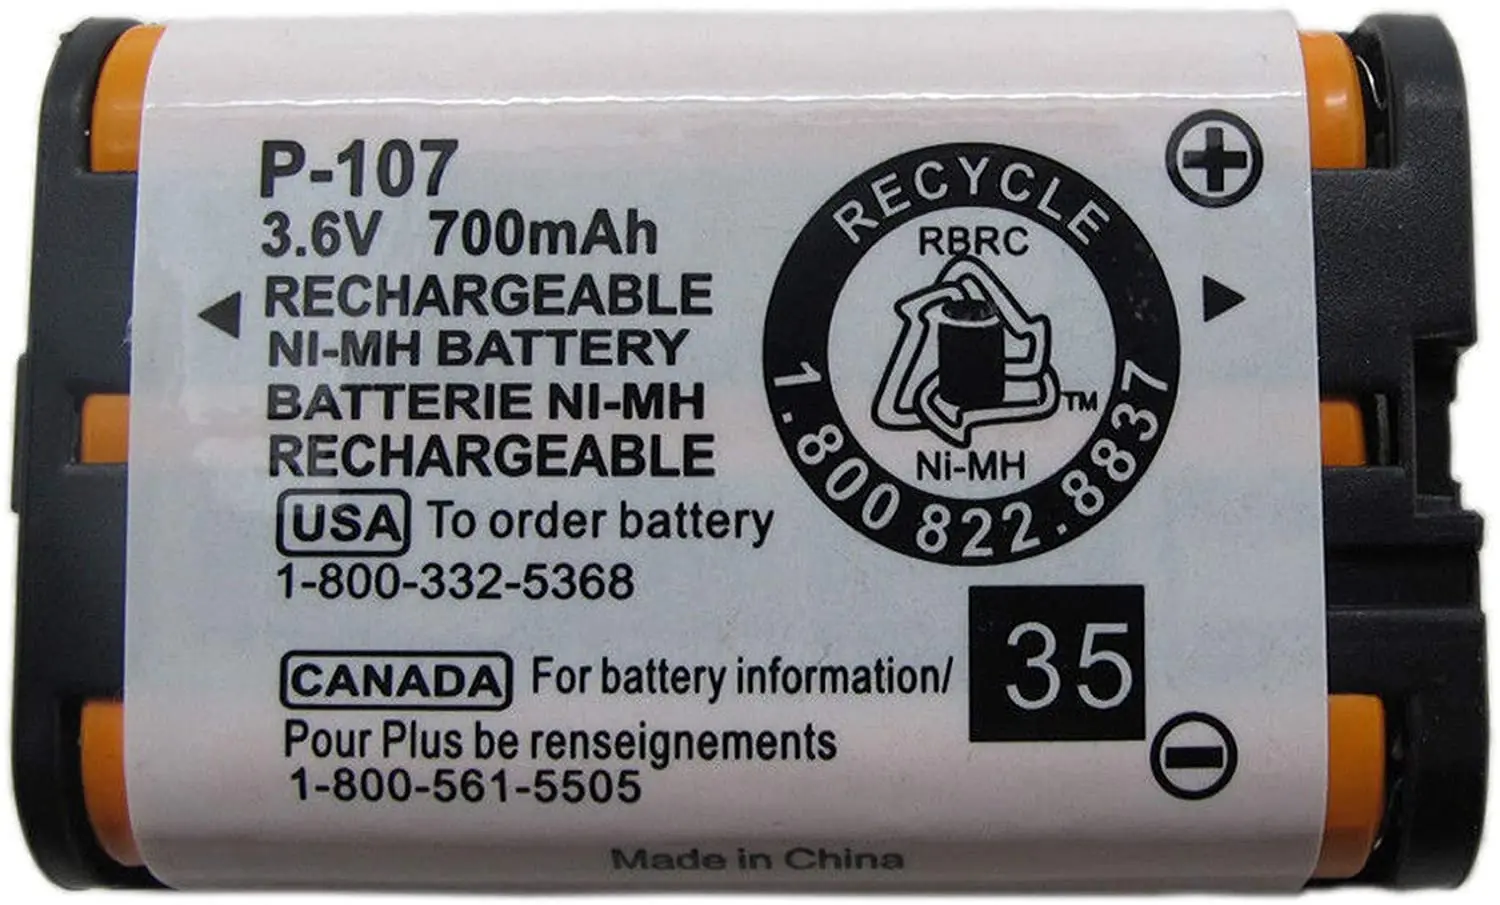 P-107
3.6V 700mAh
RECHARGEABLE
NI-MH BATTERY
BATTERIE NI-MH
RECHARGEABLE
USA To order battery
1-800-332-5368
CANADA For battery information/
Pour Plus be renseignements
1-800-561-5505
RECYCLE
RBRC
TM
Ni-MH
1.800 822.8837
35
Made in China